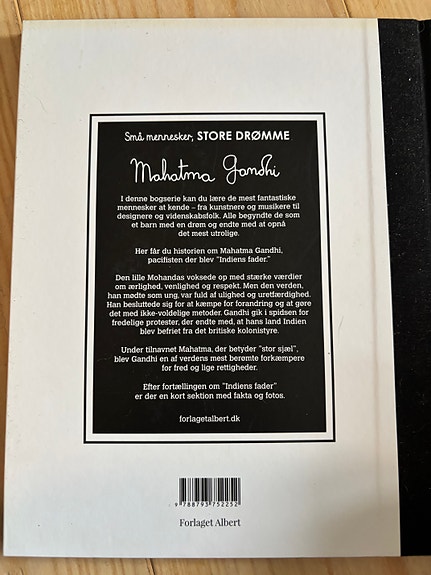 Små mennesker, STORE DRØMME
Mahatma Gandhi
I denne bogserie kan du lære de mest fantastiske
mennesker at kende – fra kunstnere og musikere til
designere og videnskabsfolk. Alle begyndte de som
et barn med en drøm og endte med at opnå
det mest utrolige.
Her får du historien om Mahatma Gandhi,
pacifisten der blev "Indiens fader."
Den lille Mohandas voksede op med stærke værdier
om ærlighed, venlighed og respekt. Men den verden,
han mødte som ung, var fuld af ulighed og uretfærdighed.
Han besluttede sig for at kæmpe for forandring og at gøre
det med ikke-voldelige metoder. Gandhi gik i spidsen for
fredelige protester, der endte med, at hans land Indien
blev befriet fra det britiske kolonistyre.
Under tilnavnet Mahatma, der betyder "stor sjæl",
blev Gandhi en af verdens mest berømte forkæmpere
for fred og lige rettigheder.
Efter fortællingen om "Indiens fader"
er der en kort sektion med fakta og fotos.
forlagetalbert.dk
9 788793 752252
Forlaget Albert